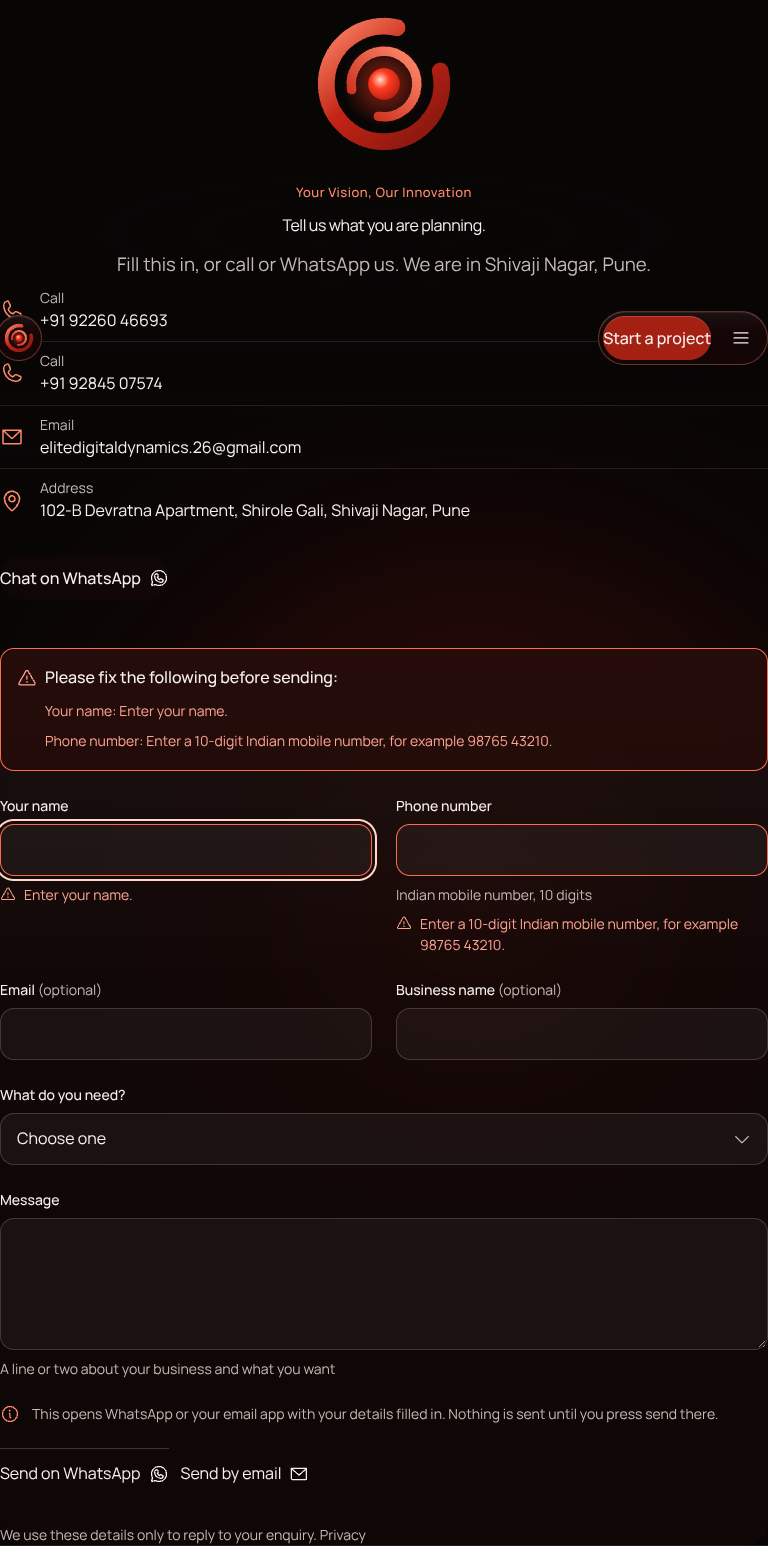 Your Vision, Our Innovation
Tell us what you are planning.
Fill this in, or call or WhatsApp us. We are in Shivaji Nagar, Pune.
Call
+91 92260 46693
Start a project
Call
+91 92845 07574
Email
elitedigitaldynamics.26@gmail.com
Address
102-B Devratna Apartment, Shirole Gali, Shivaji Nagar, Pune
Chat on WhatsApp
Please fix the following before sending:
Your name: Enter your name.
Phone number: Enter a 10-digit Indian mobile number, for example 98765 43210.
Your name
Phone number
Enter your name.
Indian mobile number, 10 digits
Enter a 10-digit Indian mobile number, for example
98765 43210.
Email (optional)
Business name (optional)
What do you need?
Choose one
Message
A line or two about your business and what you want
This opens WhatsApp or your email app with your details filled in. Nothing is sent until you press send there.
Send on WhatsApp
Send by email
We use these details only to reply to your enquiry. Privacy